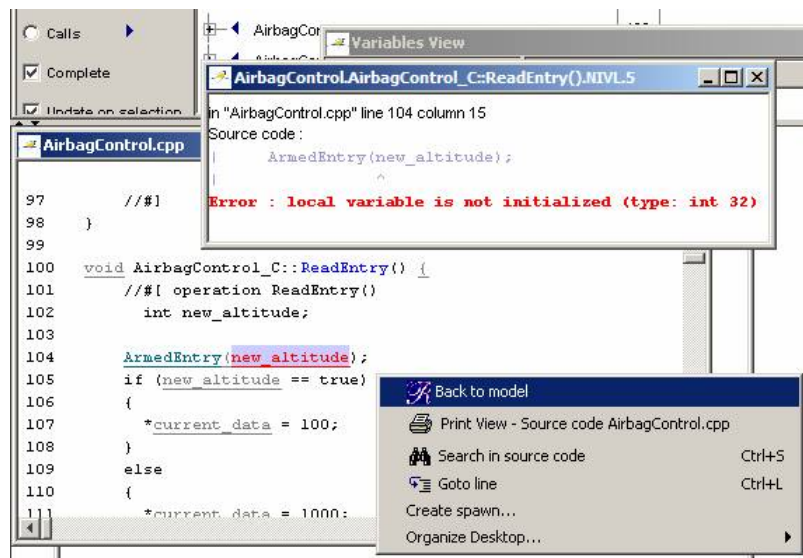 AirbagCor
Calls
Complete
Update on selection
Variables View
AirbagControl.AirbagControl_C::ReadEntry().NIVL.5
in "AirbagControl.cpp" line 104 column 15
Source code :
| ArmedEntry(new_altitude);
| ^
Error : local variable is not initialized (type: int 32)
AirbagControl.cpp
97 //#]
98 }
99
100 void AirbagControl_C::ReadEntry() {
101 //#[ operation ReadEntry()
102 int new_altitude;
103
104 ArmedEntry(new_altitude);
105 if (new_altitude == true)
106 {
107 *current_data = 100;
108 }
109 else
110 {
111 *current_data = 1000;
Back to model
Print View - Source code AirbagControl.cpp
Search in source code Ctrl+S
Goto line Ctrl+L
Create spawn...
Organize Desktop...